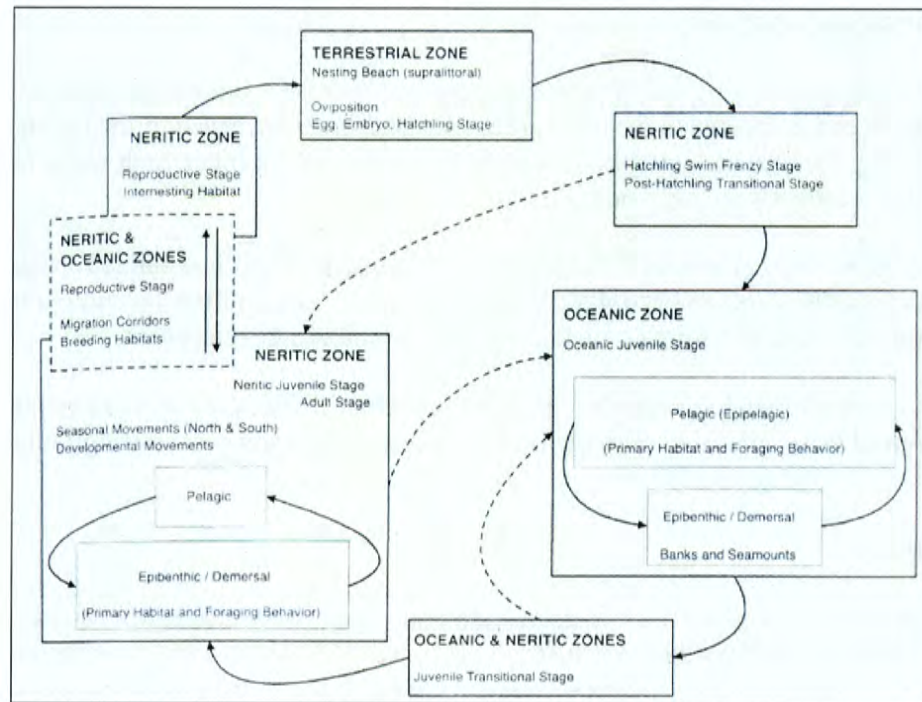 TERRESTRIAL ZONE
Nesting Beach (supralittoral)
Oviposition
Egg, Embryo, Hatchling Stage
NERITIC ZONE
Hatchling Swim Frenzy Stage
Post-Hatchling Transitional Stage
NERITIC ZONE
Reproductive Stage
Internesting Habitat
NERITIC &
OCEANIC ZONES
Reproductive Stage
Migration Corridors
Breeding Habitats
OCEANIC ZONE
Oceanic Juvenile Stage
Pelagic (Epipelagic)
(Primary Habitat and Foraging Behavior)
Epibenthic / Demersal
Banks and Seamounts
NERITIC ZONE
Neritic Juvenile Stage
Adult Stage
Seasonal Movements (North & South)
Developmental Movements
Pelagic
Epibenthic / Demersal
(Primary Habitat and Foraging Behavior)
OCEANIC & NERITIC ZONES
Juvenile Transitional Stage